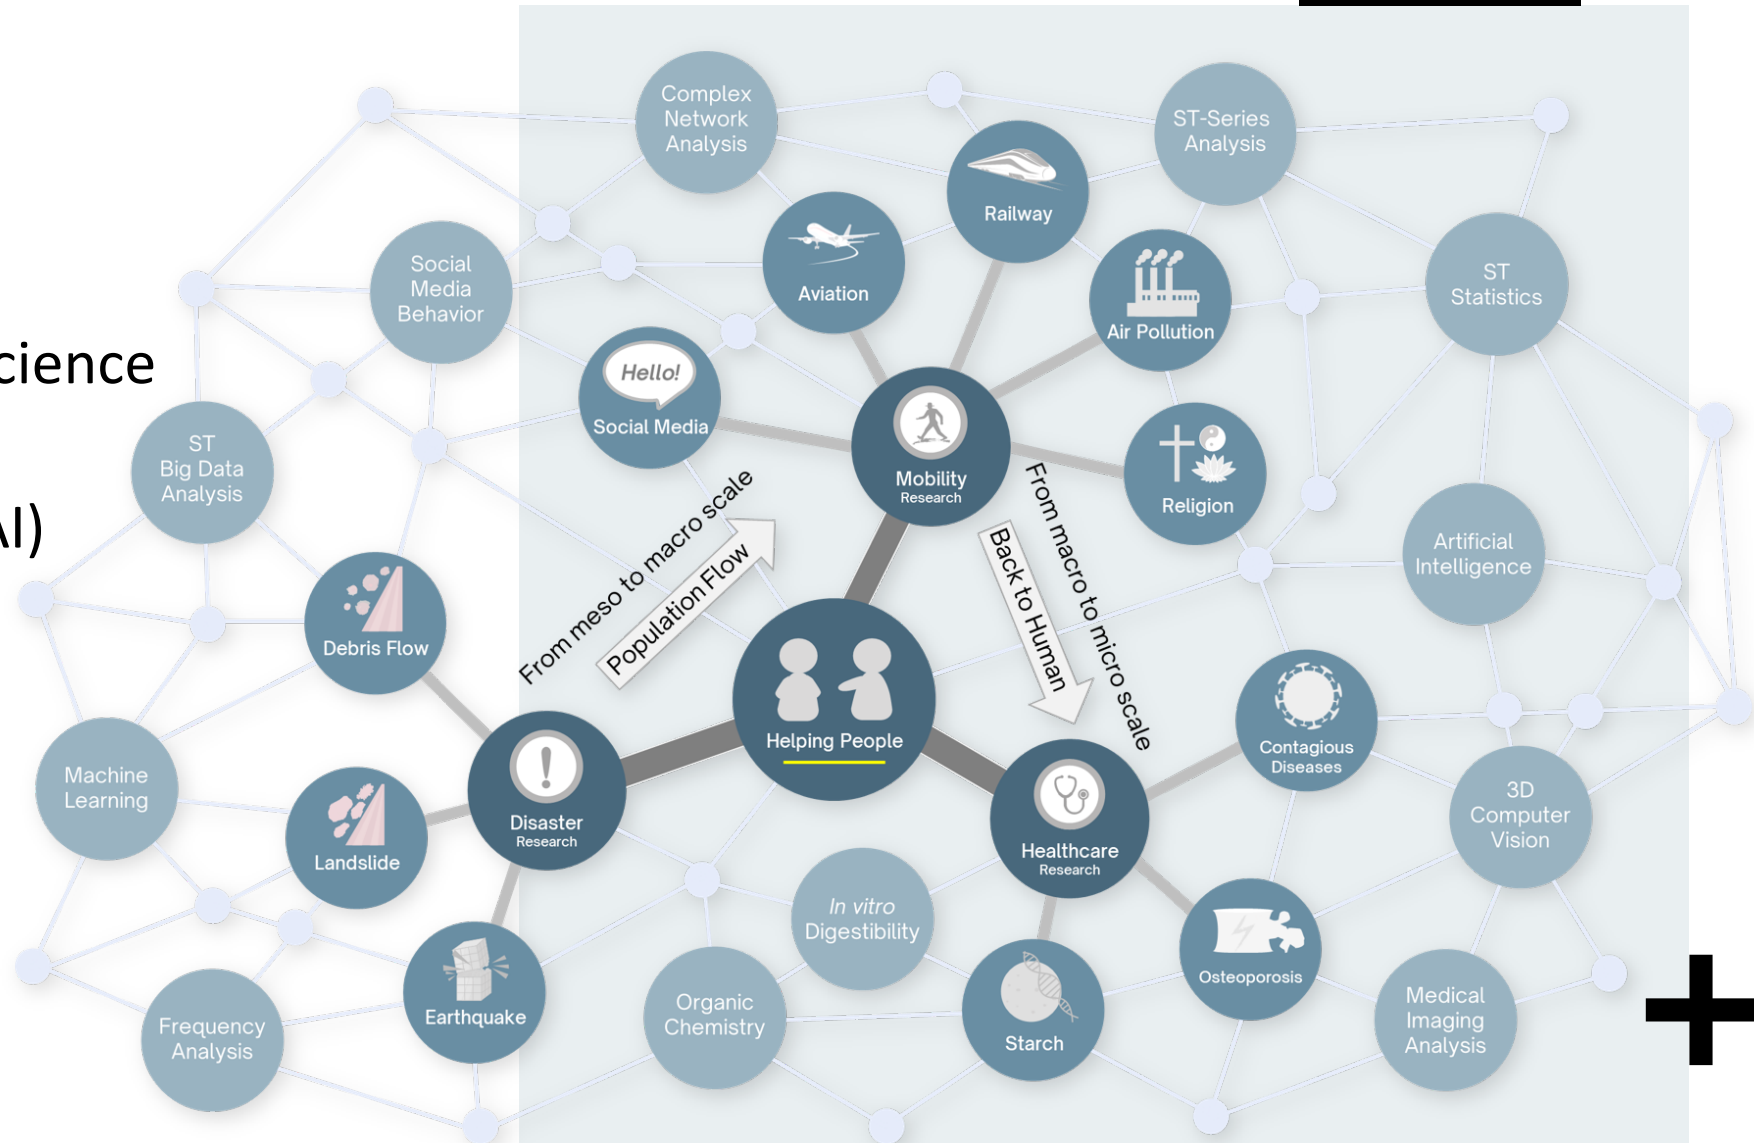 Complex
Network
Analysis
ST-Series
Analysis
Railway
Social
Media
Behavior
Aviation
Air Pollution
ST
Statistics
Hello!
Social Media
cience
ST
Big Data
Analysis
Mobility
Research
Religion
AI)
From meso to macro scale
Population Flow
From macro to micro scale
Back to Human
Artificial
Intelligence
Debris Flow
Helping People
Contagious
Diseases
Machine
Learning
Disaster
Research
Landslide
Healthcare
Research
3D
Computer
Vision
In vitro
Digestibility
Osteoporosis
Earthquake
Organic
Chemistry
Starch
Medical
Imaging
Analysis
Frequency
Analysis
+